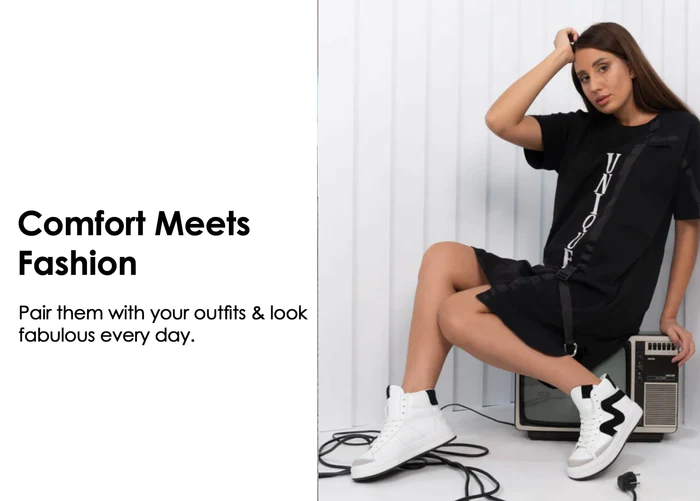 Comfort Meets
Fashion
Pair them with your outfits & look
fabulous every day.
UNIQUE